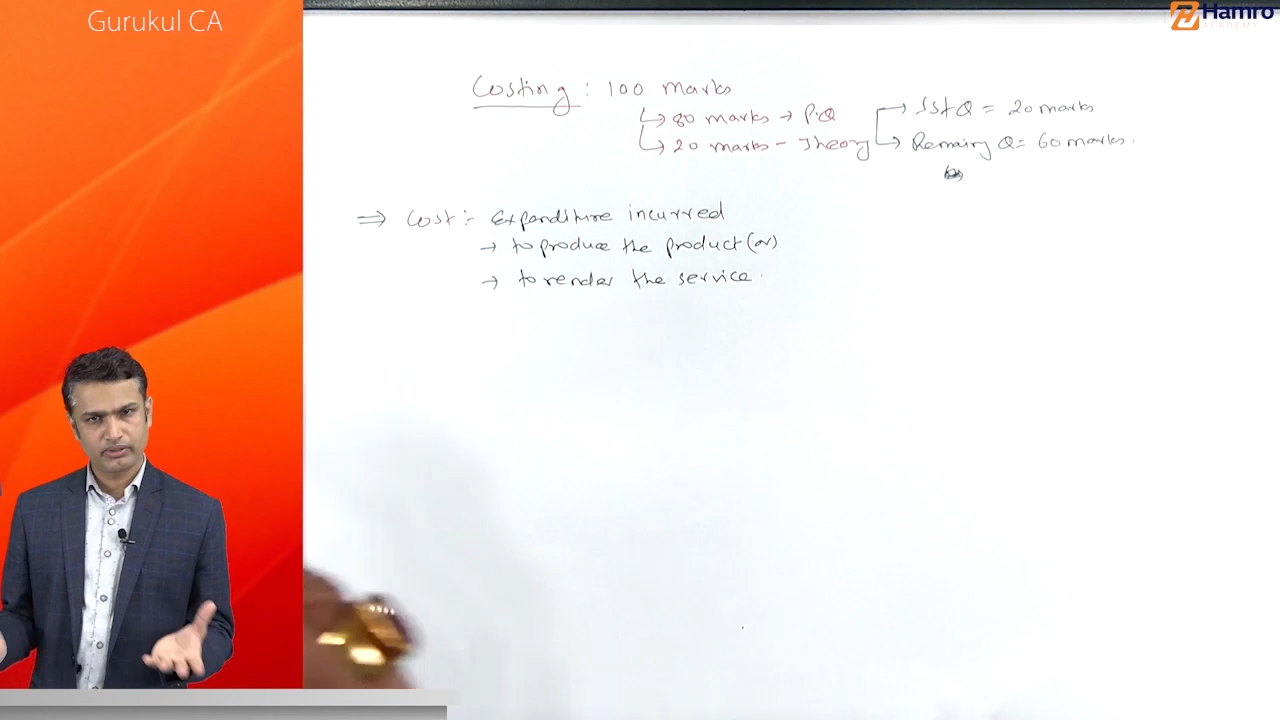 Gurukul CA
Hamro
ACADEMY
Costing : 100 marks
↳ 80 marks → P.Q
↳ 20 marks - Theory
→ 1st Q = 20 marks
→ Remaing Q = 60 marks.
⇒ Cost :- Expenditure incurred
→ to produce the product (or)
→ to render the service.